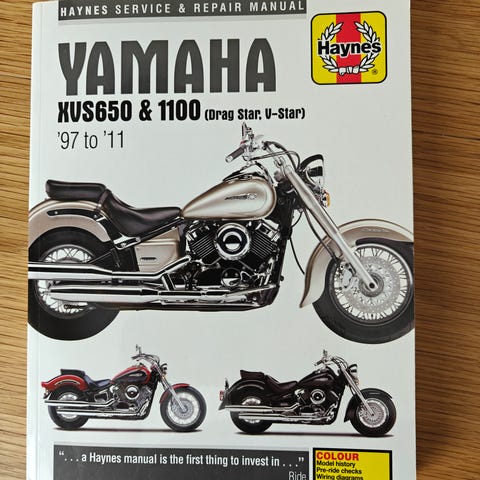 HAYNES SERVICE & REPAIR MANUAL
YAMAHA
Haynes
®
XVS650 & 1100 (Drag Star, V-Star)
'97 to '11
"... a Haynes manual is the first thing to invest in ..."
Ride
COLOUR
Model history
Pre-ride checks
Wiring diagrams